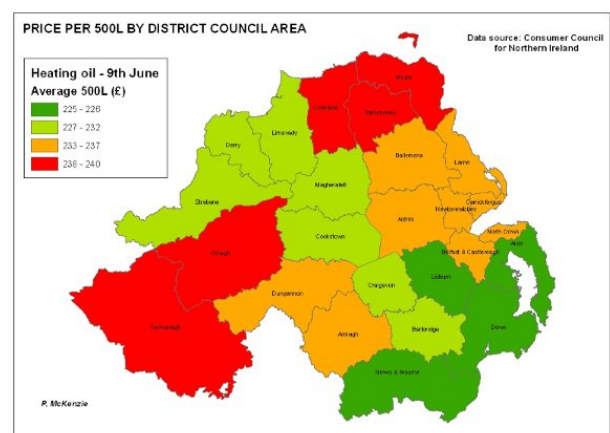 PRICE PER 500L BY DISTRICT COUNCIL AREA
Data source: Consumer Council
for Northern Ireland
Heating oil - 9th June
Average 500L (£)
225 - 226
227 - 232
233 - 237
238 - 240
Moyle
Coleraine
Ballymoney
Limavady
Derry
Ballymena
Larne
Magherafelt
Strabane
Carrickfergus
Newtownabbey
Antrim
Cookstown
North Down
Ards
Omagh
Belfast & Castlereagh
Lisburn
Craigavon
Dungannon
Fermanagh
Armagh
Banbridge
Down
Newry & Mourne
P. McKenzie